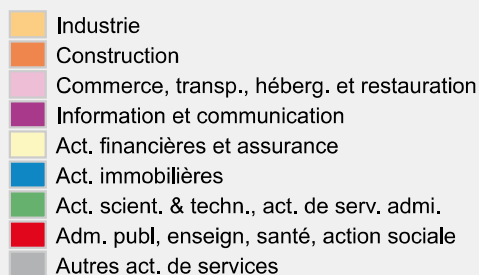 Industrie
Construction
Commerce, transp., héberg. et restauration
Information et communication
Act. financières et assurance
Act. immobilières
Act. scient. & techn., act. de serv. admi.
Adm. publ, enseign, santé, action sociale
Autres act. de services